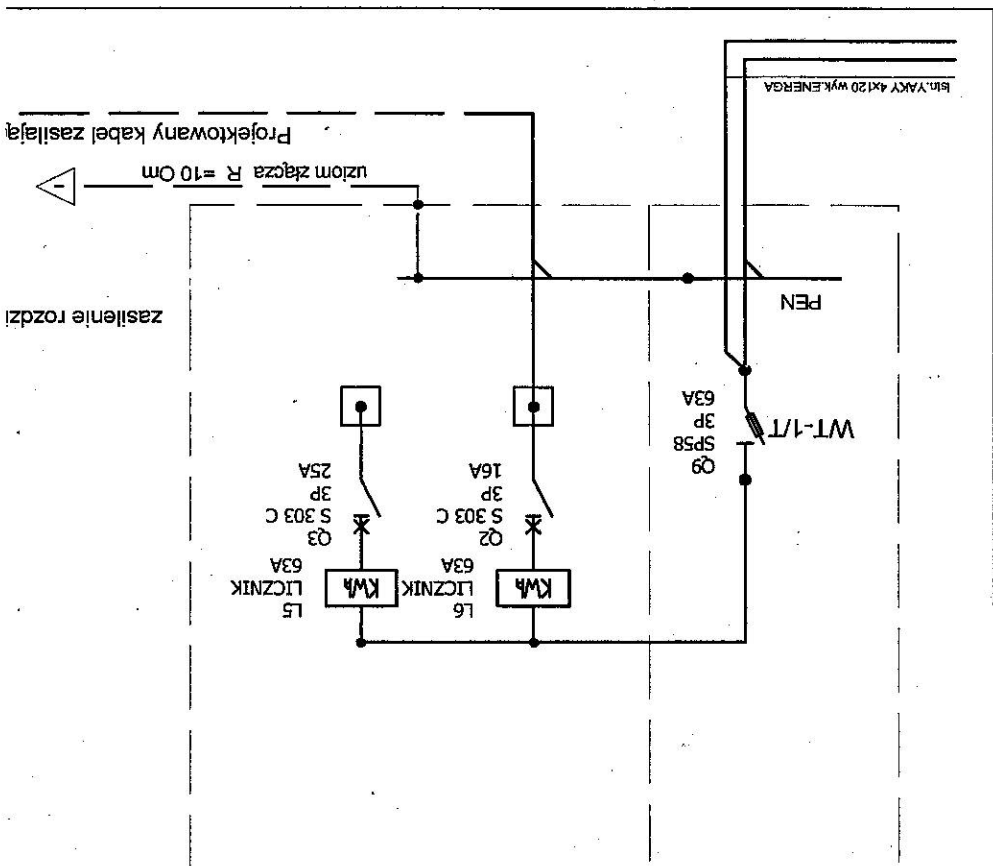 KWh
L6
LICZNIK
63A
KWh
L5
LICZNIK
63A
Q2
S 303 C
3P
16A
Q3
S 303 C
3P
25A
WT-1/T
Q9
SP58
3P
63A
PEN
zasilenie rozdzi
uziom złącza R =10 Om
Projektowany kabel zasilają
Istn.YAKY 4x120 wyk.ENERGA